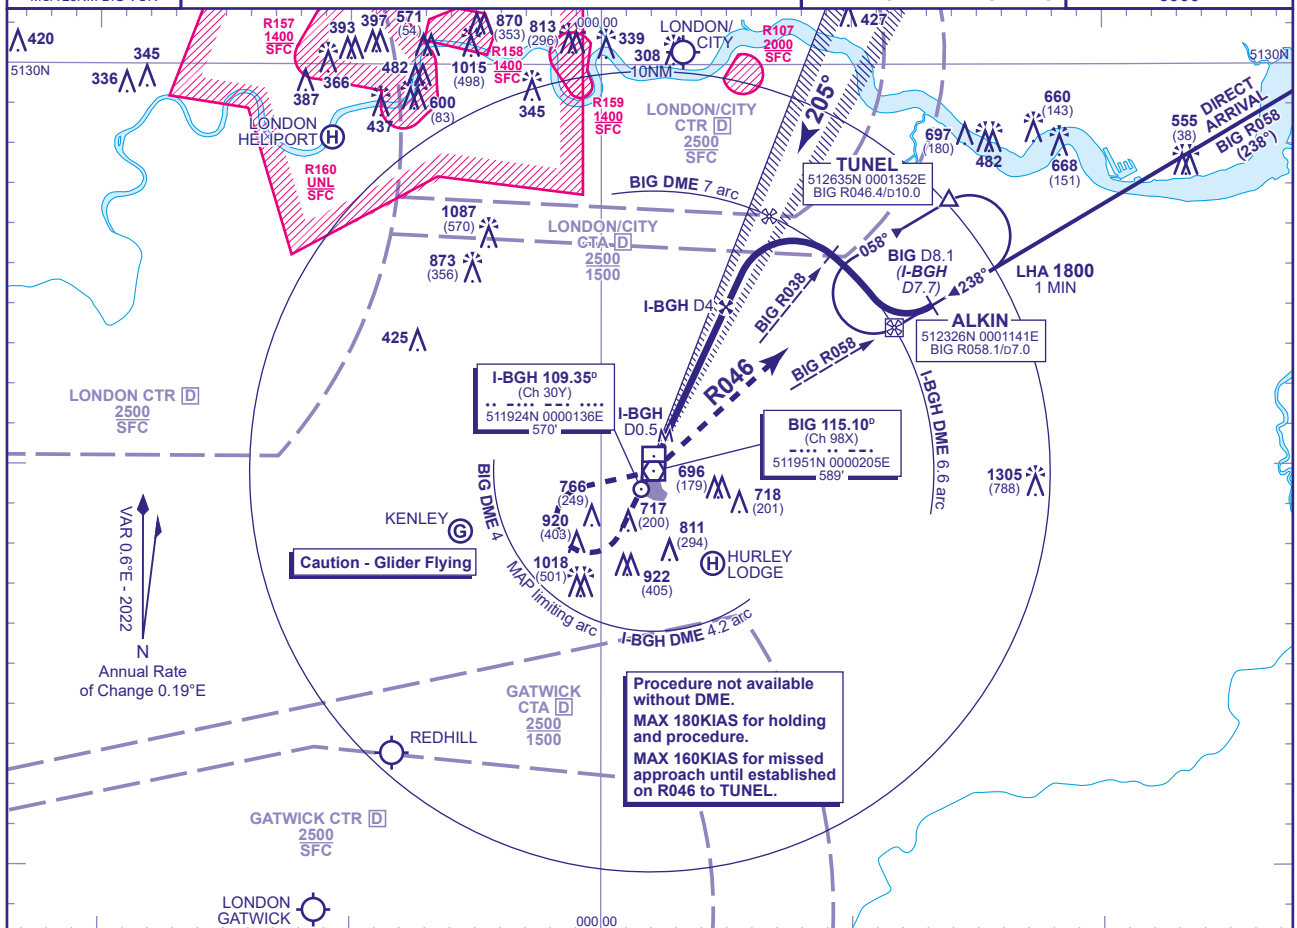 420
345
336
5130N
R157
1400
SFC
393
397
571
(54)
366
387
482
437
600
(83)
870
(353)
1015
(498)
R158
1400
SFC
813
(296)
345
339
000 00
308
LONDON/
CITY
10NM
R159
1400
SFC
R107
2000
SFC
427
5130N
LONDON
HELIPORT
H
R160
UNL
SFC
LONDON/CITY
CTR D
2500
SFC
205°
697
(180)
482
660
(143)
668
(151)
555
(38)
DIRECT
ARRIVAL
BIG R058
(238°)
TUNEL
512635N 0001352E
BIG R046.4/D10.0
BIG DME 7 arc
1087
(570)
873
(356)
LONDON/CITY
CTA D
2500
1500
058°
BIG D8.1
(I-BGH
D7.7)
238°
LHA 1800
1 MIN
I-BGH D4
BIG R038
BIG R058
ALKIN
512326N 0001141E
BIG R058.1/D7.0
425
LONDON CTR D
2500
SFC
I-BGH 109.35D
(Ch 30Y)
511924N 0000136E
570'
I-BGH
D0.5
R046
BIG 115.10D
(Ch 98X)
511951N 0000205E
589'
I-BGH DME 6.6 arc
1305
(788)
696
(179)
718
(201)
766
(249)
717
(200)
920
(403)
811
(294)
1018
(501)
922
(405)
H
HURLEY
LODGE
BIG DME 4
MAP limiting arc
I-BGH DME 4.2 arc
KENLEY
G
Caution - Glider Flying
VAR 0.6°E - 2022
N
Annual Rate
of Change 0.19°E
GATWICK
CTA D
2500
1500
Procedure not available
without DME.
MAX 180KIAS for holding
and procedure.
MAX 160KIAS for missed
approach until established
on R046 to TUNEL.
REDHILL
GATWICK CTR D
2500
SFC
LONDON
GATWICK
000 00